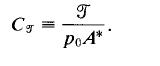 C_𝒯 ≡ 𝒯 / (p₀A*) .